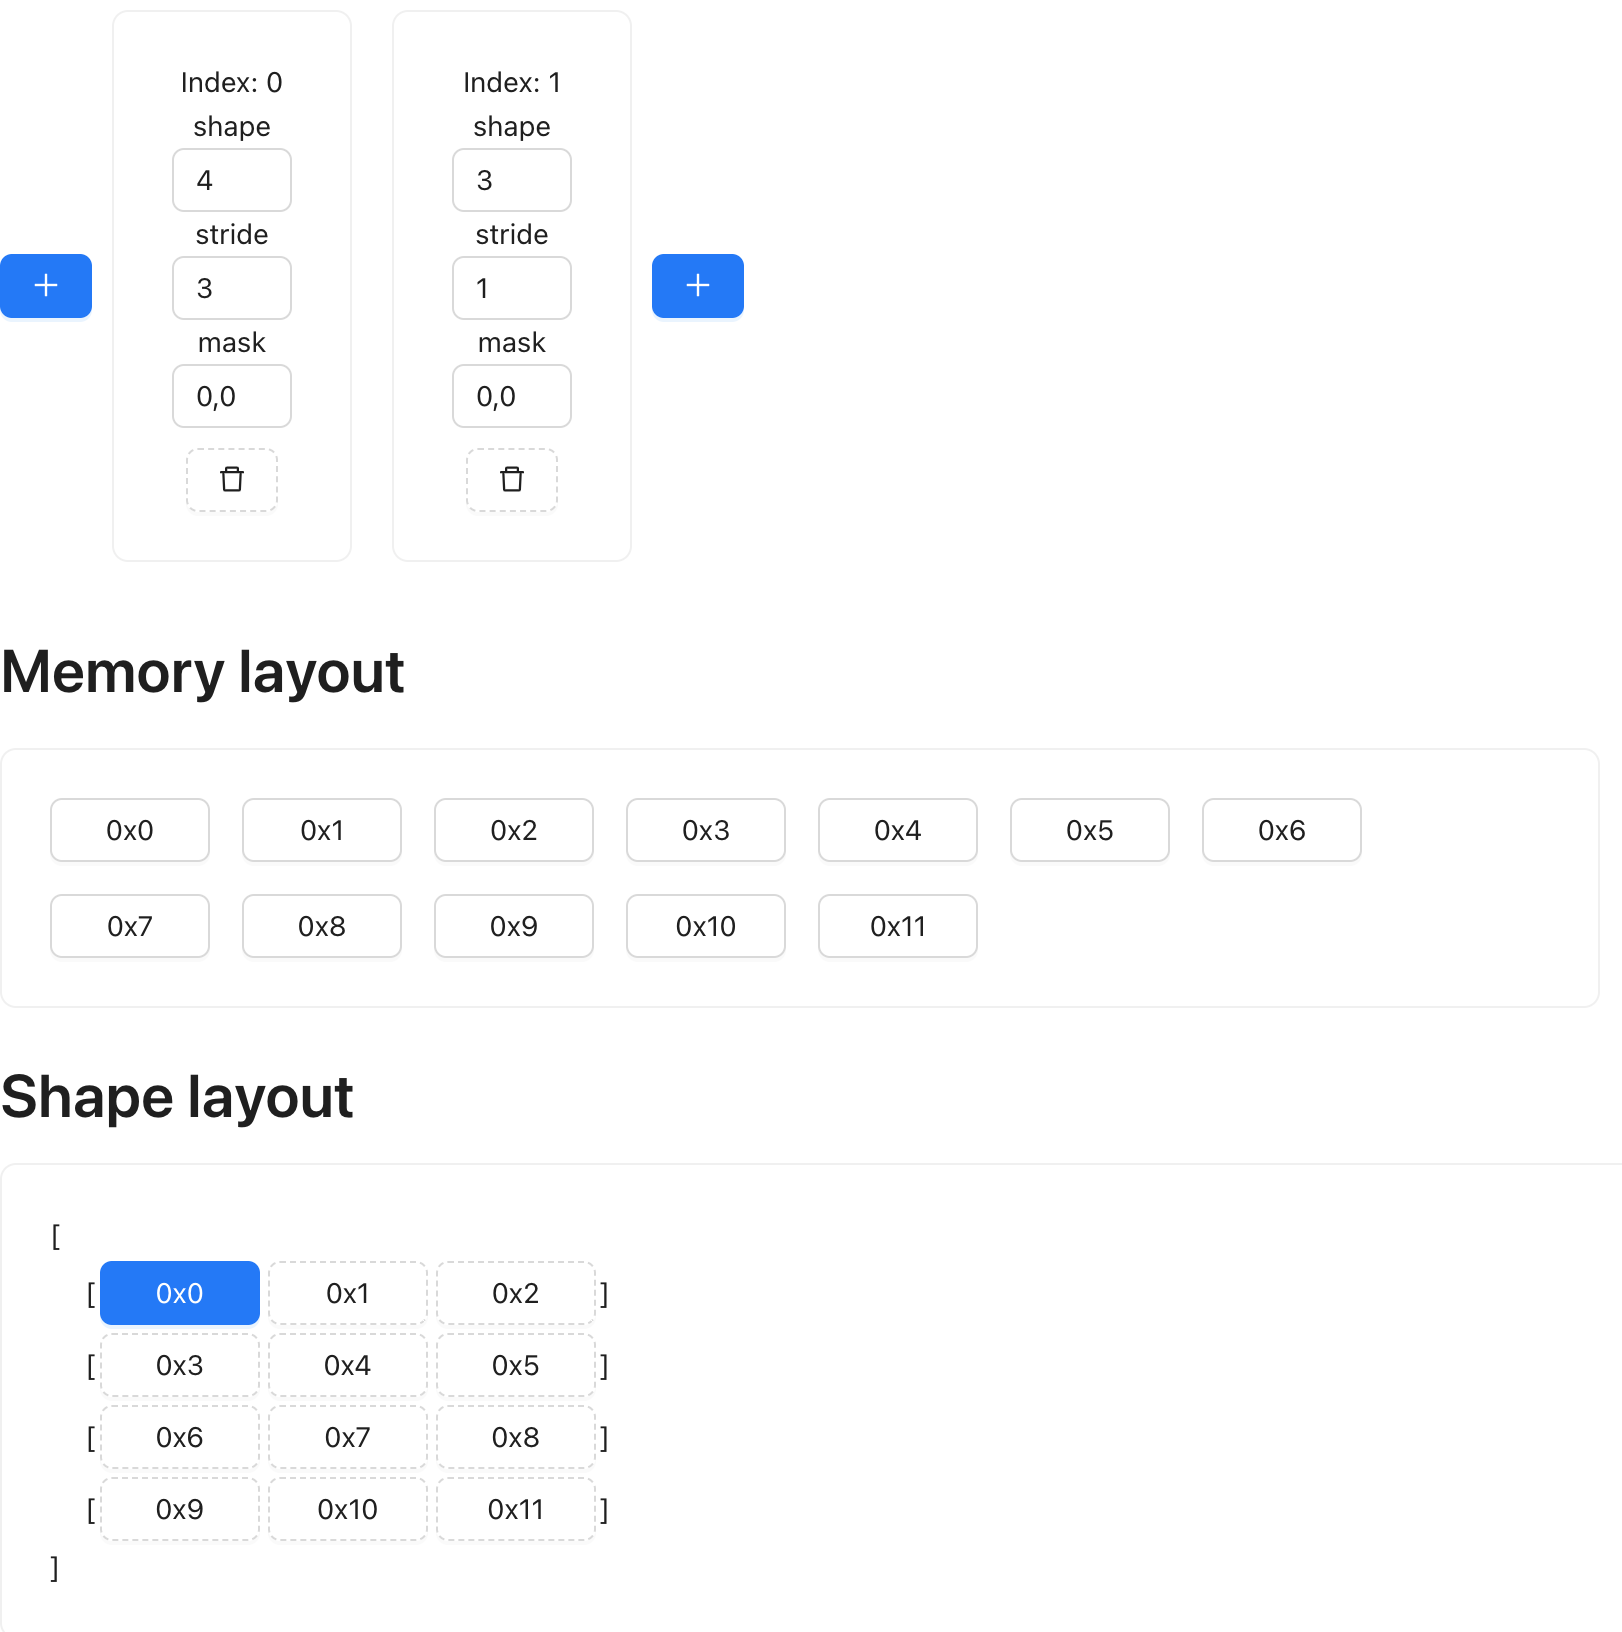 Index: 0 Index: 1
shape shape
4 3
stride stride
+ 3 1 +
mask mask
0,0 0,0
Memory layout
0x0 0x1 0x2 0x3 0x4 0x5 0x6
0x7 0x8 0x9 0x10 0x11
Shape layout
[
[ 0x0 0x1 0x2 ]
[ 0x3 0x4 0x5 ]
[ 0x6 0x7 0x8 ]
[ 0x9 0x10 0x11 ]
]